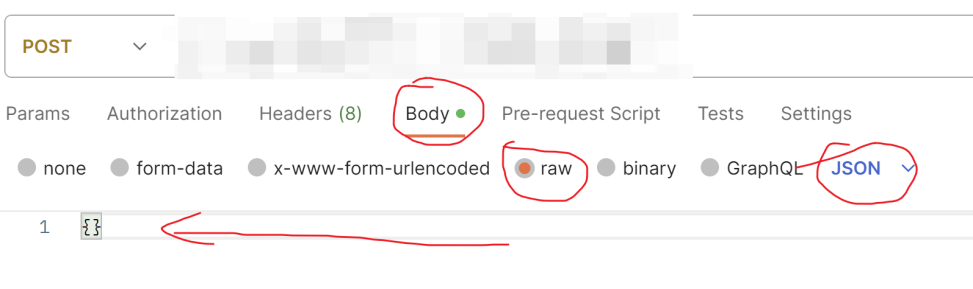 POST
Params Authorization Headers (8) Body Pre-request Script Tests Settings
none form-data x-www-form-urlencoded raw binary GraphQL JSON
1 {}